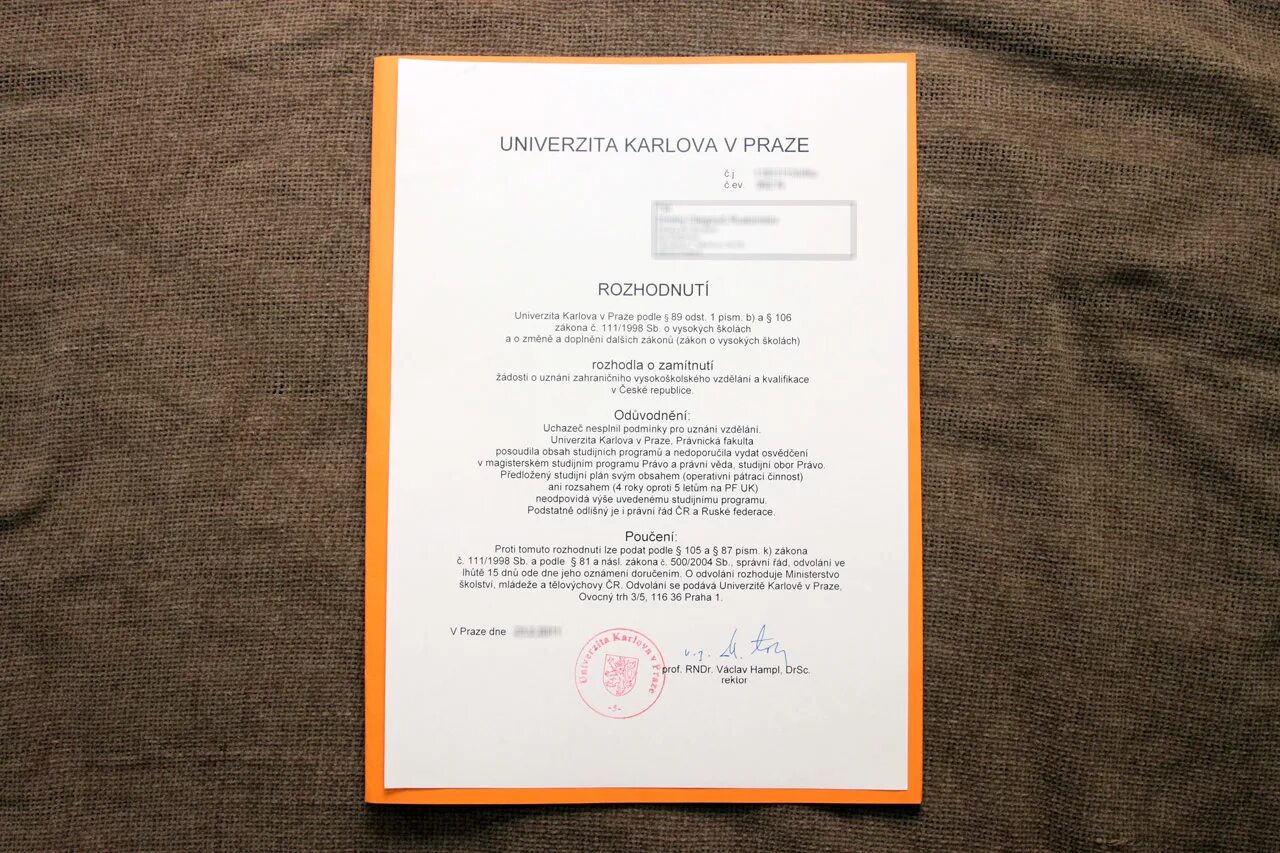 UNIVERZITA KARLOVA V PRAZE
č.j
č.ev.
ROZHODNUTÍ
Univerzita Karlova v Praze podle § 89 odst. 1 písm. b) a § 106
zákona č. 111/1998 Sb. o vysokých školách
a o změně a doplnění dalších zákonů (zákon o vysokých školách)
rozhodla o zamítnutí
žádosti o uznání zahraničního vysokoškolského vzdělání a kvalifikace
v České republice.
Odůvodnění:
Uchazeč nesplnil podmínky pro uznání vzdělání.
Univerzita Karlova v Praze, Právnická fakulta
posoudila obsah studijních programů a nedoporučila vydat osvědčení
v magisterském studijním programu Právo a právní věda, studijní obor Právo.
Předložený studijní plán svým obsahem (operativní pátrací činnost)
ani rozsahem (4 roky oproti 5 letům na PF UK)
neodpovídá výše uvedenému studijnímu programu.
Podstatně odlišný je i právní řád ČR a Ruské federace.
Poučení:
Proti tomuto rozhodnutí lze podat podle § 105 a § 87 písm. k) zákona
č. 111/1998 Sb. a podle § 81 a násl. zákona č. 500/2004 Sb., správní řád, odvolání ve
lhůtě 15 dnů ode dne jeho oznámení doručením. O odvolání rozhoduje Ministerstvo
školství, mládeže a tělovýchovy ČR. Odvolání se podává Univerzitě Karlově v Praze,
Ovocný trh 3/5, 116 36 Praha 1.
V Praze dne
Univerzita Karlova v Praze
-5-
v.z.
prof. RNDr. Václav Hampl, DrSc.
rektor